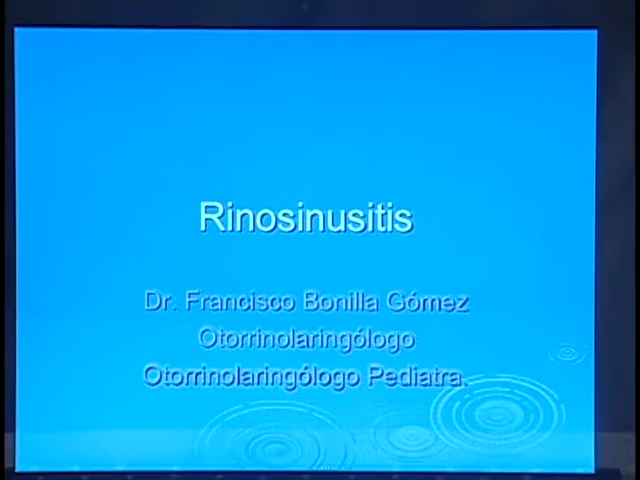 Rinosinusitis
Dr. Francisco Bonilla Gómez
Otorrinolaringólogo
Otorrinolaringólogo Pediatra.